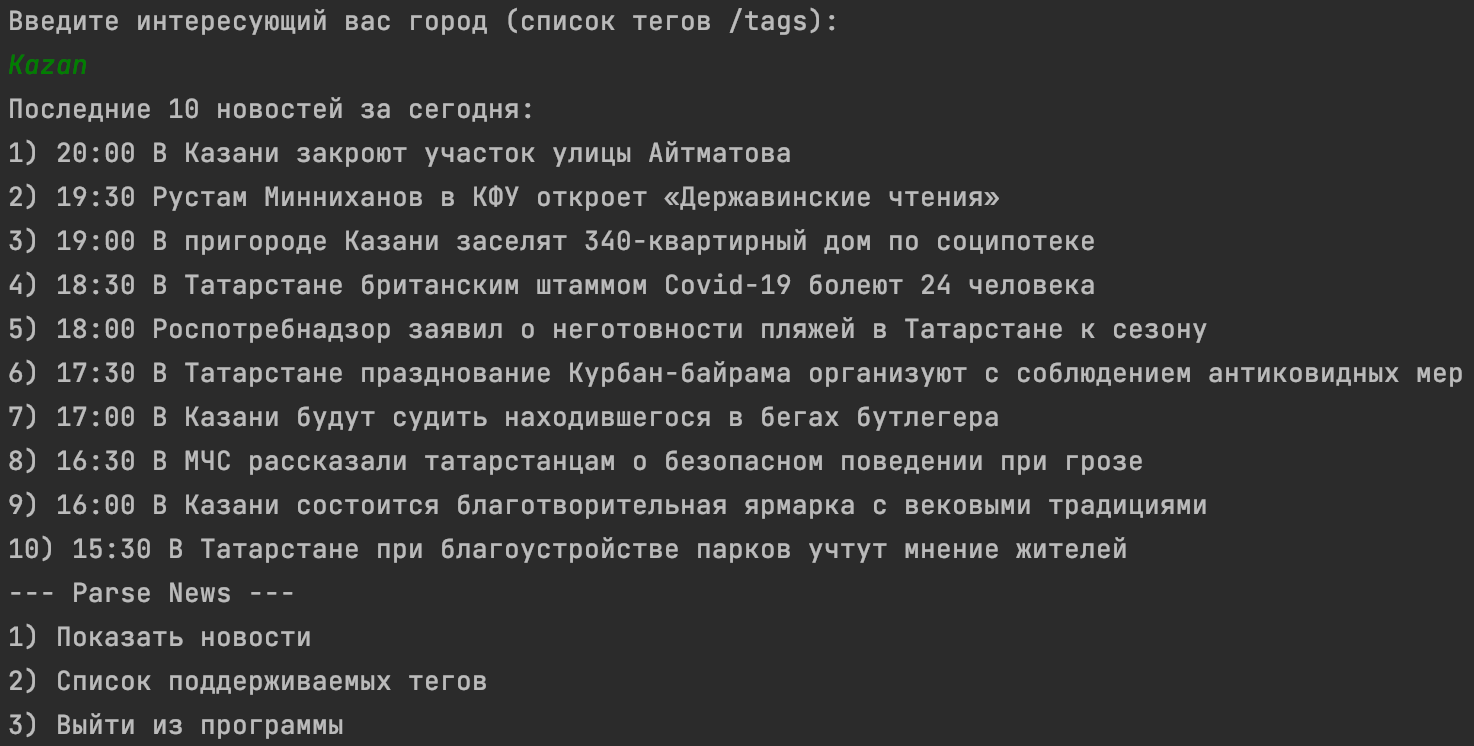 Введите интересующий вас город (список тегов /tags):
Kazan
Последние 10 новостей за сегодня:
1) 20:00 В Казани закроют участок улицы Айтматова
2) 19:30 Рустам Минниханов в КФУ откроет «Державинские чтения»
3) 19:00 В пригороде Казани заселят 340-квартирный дом по соципотеке
4) 18:30 В Татарстане британским штаммом Covid-19 болеют 24 человека
5) 18:00 Роспотребнадзор заявил о неготовности пляжей в Татарстане к сезону
6) 17:30 В Татарстане празднование Курбан-байрама организуют с соблюдением антиковидных мер
7) 17:00 В Казани будут судить находившегося в бегах бутлегера
8) 16:30 В МЧС рассказали татарстанцам о безопасном поведении при грозе
9) 16:00 В Казани состоится благотворительная ярмарка с вековыми традициями
10) 15:30 В Татарстане при благоустройстве парков учтут мнение жителей
--- Parse News ---
1) Показать новости
2) Список поддерживаемых тегов
3) Выйти из программы